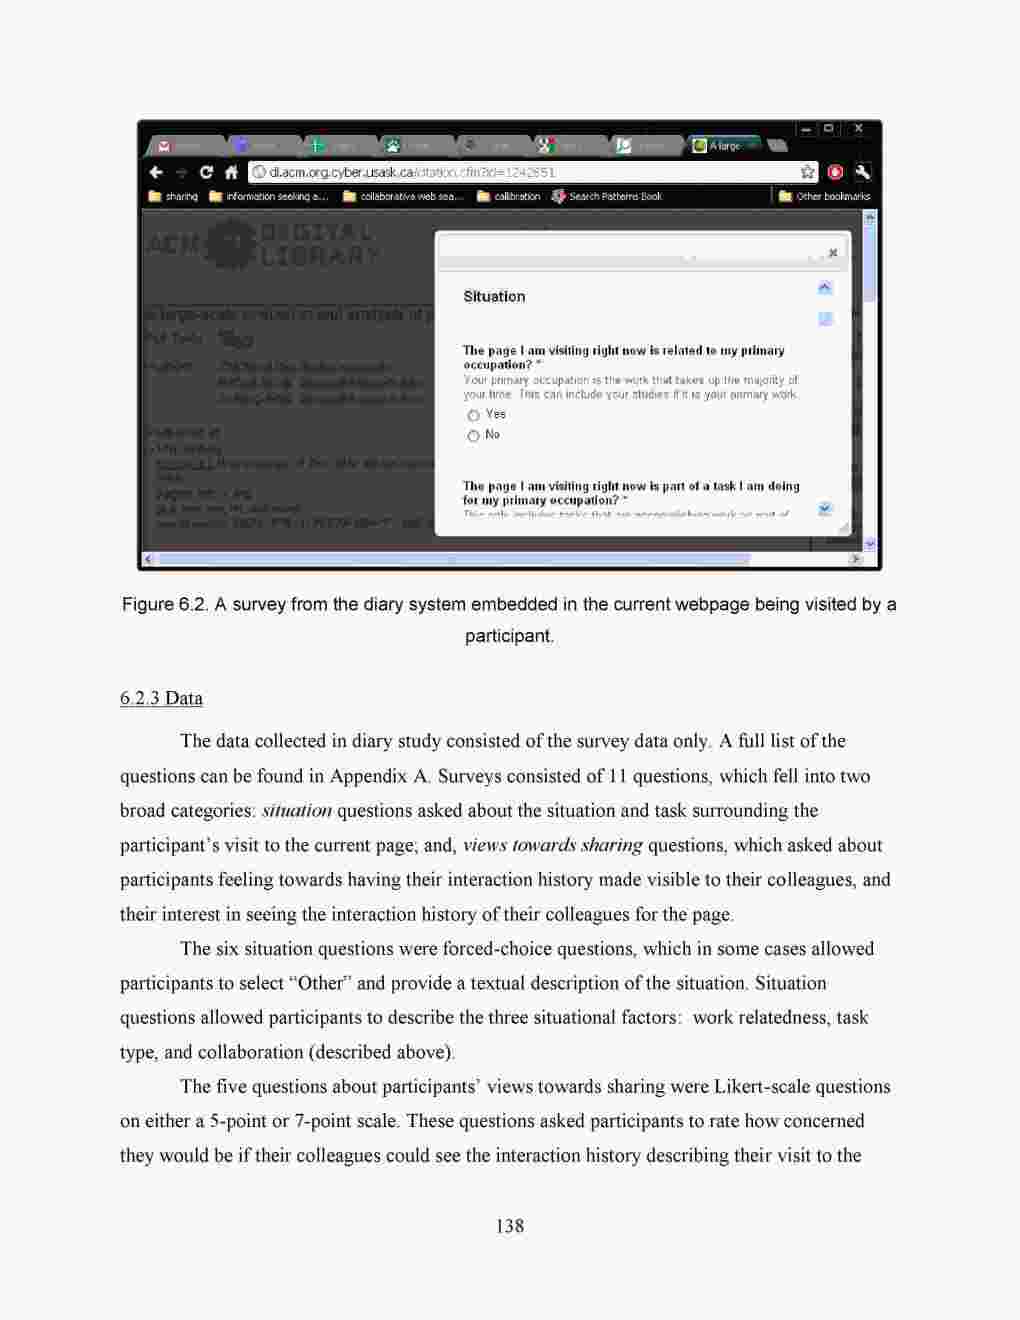 A large
dl.acm.org.cyber.usask.ca/citation.cfm?id=1242651
sharing information seeking a... collaborative web sea... calibration Search Patterns Book Other bookmarks
ACM DIGITAL
LIBRARY
Situation
The page I am visiting right now is related to my primary
occupation? *
Your primary occupation is the work that takes up the majority of
your time. This can include your studies if it is your primary work.
Yes
No
The page I am visiting right now is part of a task I am doing
for my primary occupation? *
Figure 6.2. A survey from the diary system embedded in the current webpage being visited by a
participant.
6.2.3 Data
The data collected in diary study consisted of the survey data only. A full list of the
questions can be found in Appendix A. Surveys consisted of 11 questions, which fell into two
broad categories: situation questions asked about the situation and task surrounding the
participant's visit to the current page; and, views towards sharing questions, which asked about
participants feeling towards having their interaction history made visible to their colleagues, and
their interest in seeing the interaction history of their colleagues for the page.
The six situation questions were forced-choice questions, which in some cases allowed
participants to select “Other” and provide a textual description of the situation. Situation
questions allowed participants to describe the three situational factors: work relatedness, task
type, and collaboration (described above).
The five questions about participants' views towards sharing were Likert-scale questions
on either a 5-point or 7-point scale. These questions asked participants to rate how concerned
they would be if their colleagues could see the interaction history describing their visit to the
138